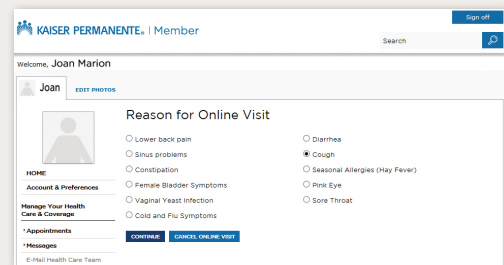 Sign off
KAISER PERMANENTE® | Member
Search
Welcome, Joan Marion
Joan EDIT PHOTOS
Reason for Online Visit
Lower back pain
Sinus problems
Constipation
Female Bladder Symptoms
Vaginal Yeast Infection
Cold and Flu Symptoms
Diarrhea
Cough
Seasonal Allergies (Hay Fever)
Pink Eye
Sore Throat
CONTINUE CANCEL ONLINE VISIT
HOME
Account & Preferences
Manage Your Health
Care & Coverage
Appointments
Messages
E-Mail Health Care Team